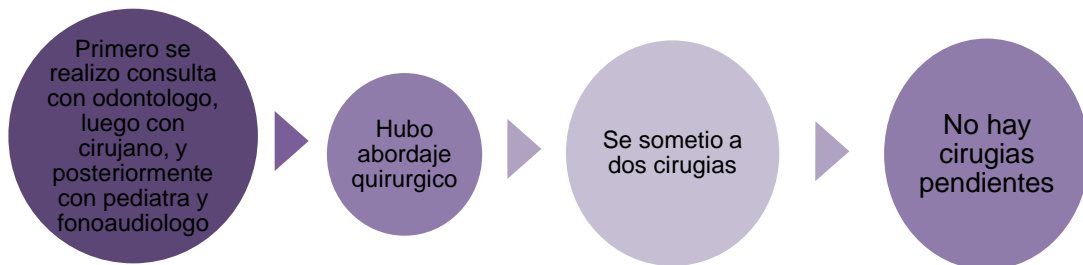 Primero se
realizo consulta
con odontologo,
luego con
cirujano, y
posteriormente
con pediatra y
fonoaudiologo
Hubo
abordaje
quirurgico
Se sometio a
dos cirugias
No hay
cirugias
pendientes